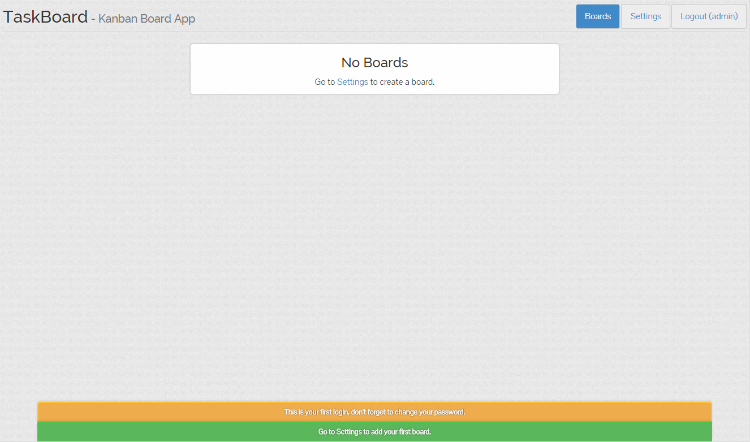 TaskBoard - Kanban Board App
Boards
Settings
Logout (admin)
No Boards
Go to Settings to create a board.
This is your first login, don't forget to change your password.
Go to Settings to add your first board.